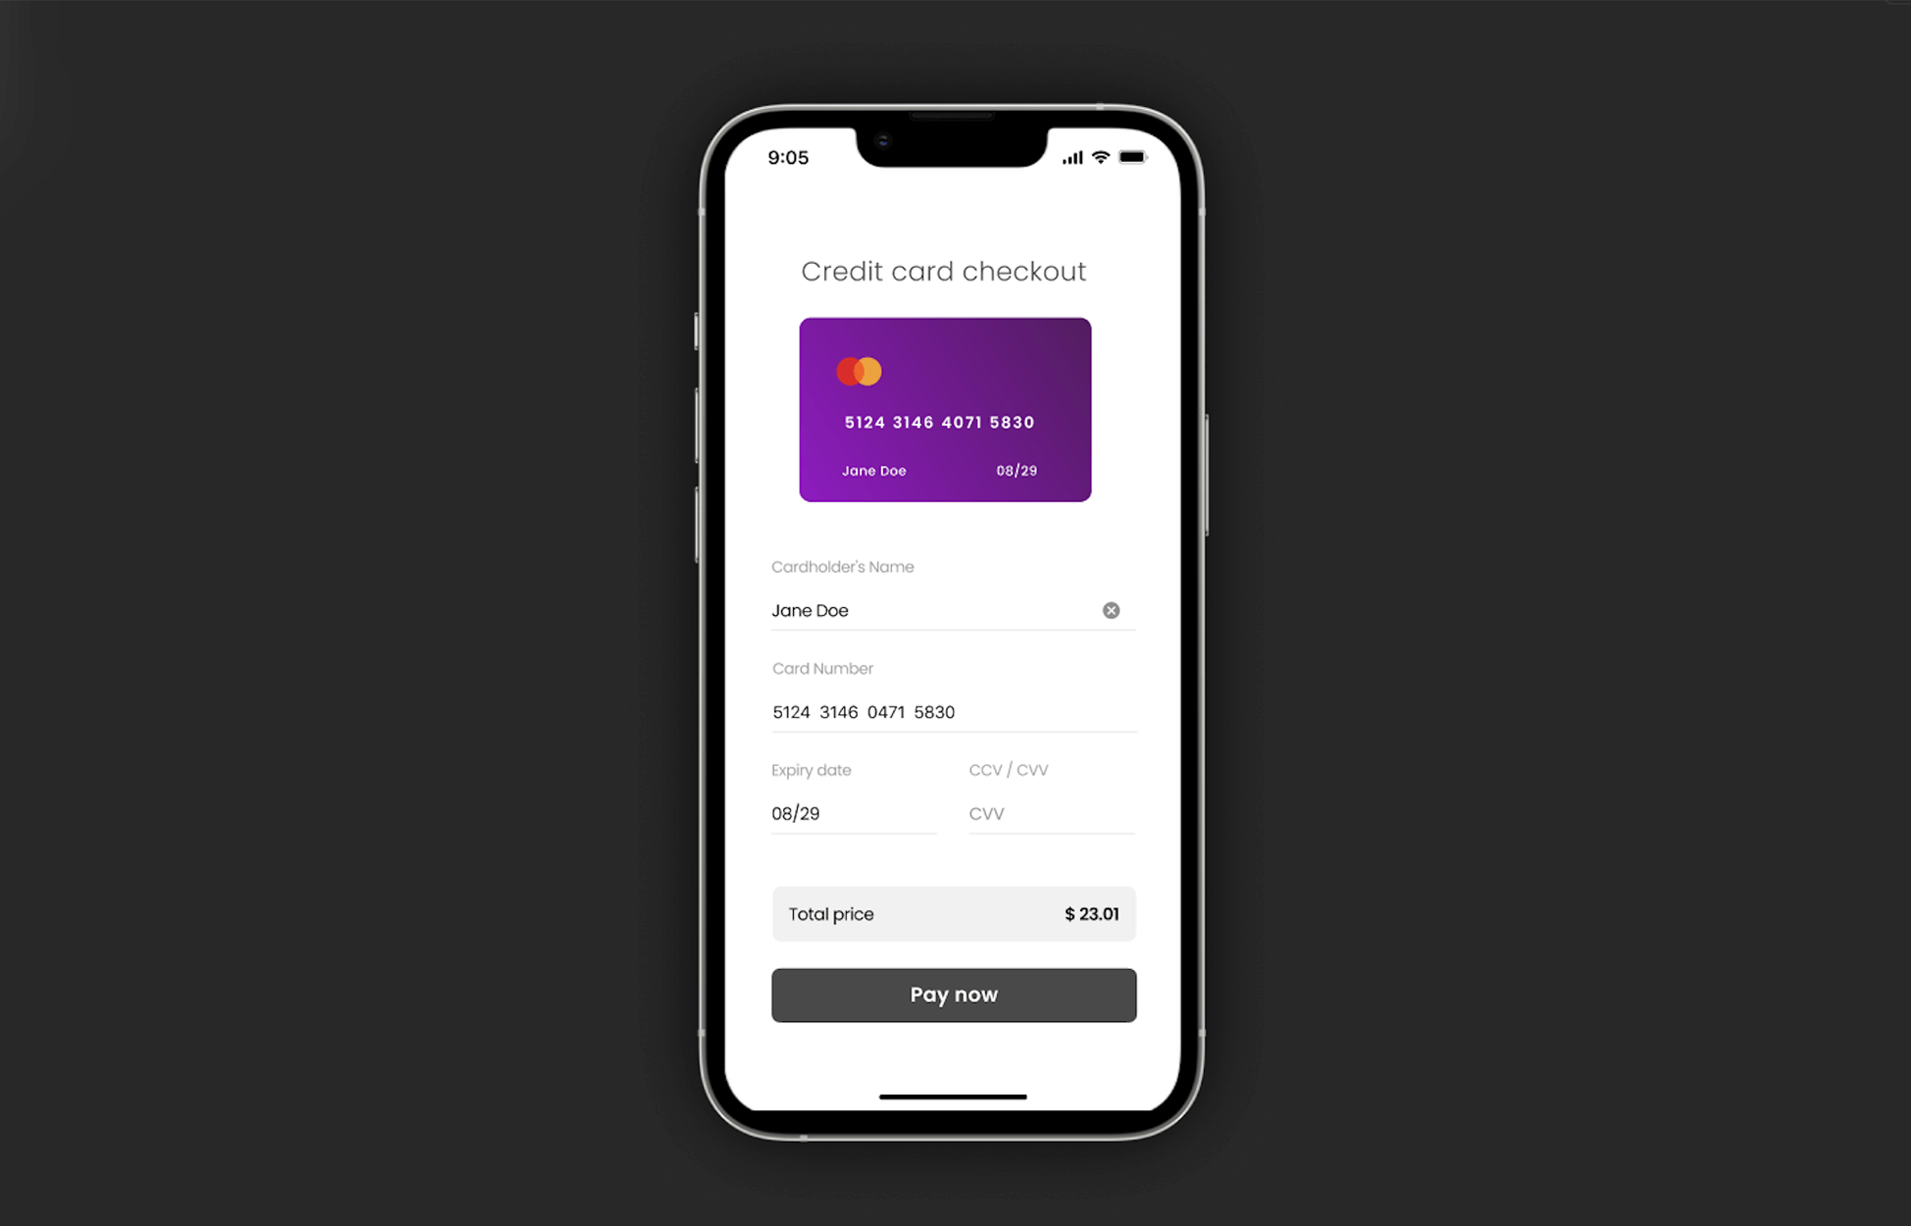 9:05
Credit card checkout
5124 3146 4071 5830
Jane Doe 08/29
Cardholder's Name
Jane Doe
Card Number
5124 3146 0471 5830
Expiry date CCV / CVV
08/29 CVV
Total price $ 23.01
Pay now